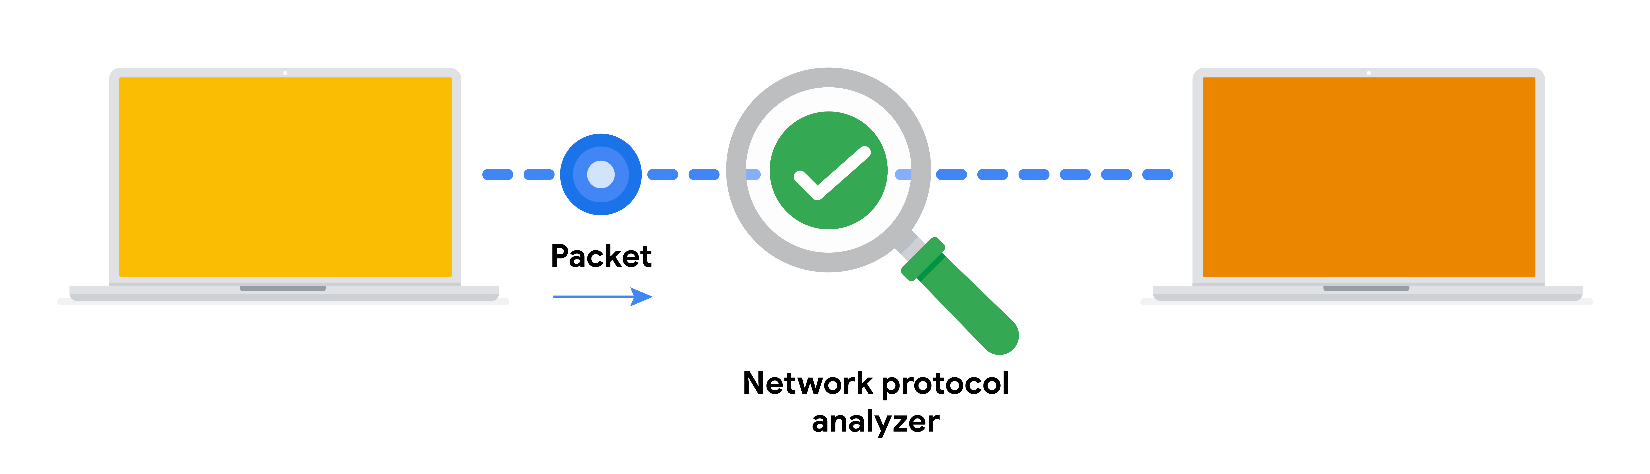 Packet
Network protocol
analyzer